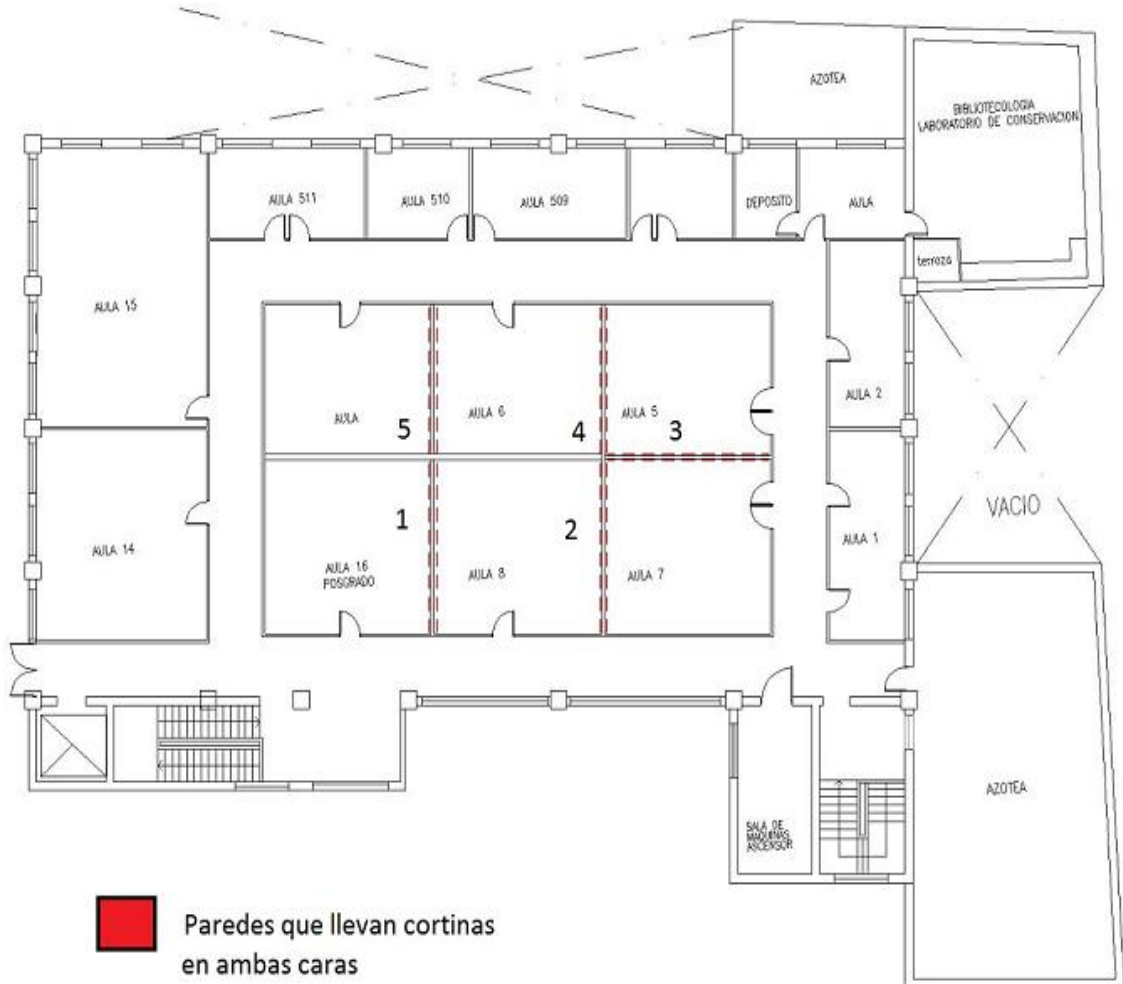 AZOTEA
BIBLIOTECOLOGIA
LABORATORIO DE CONSERVACION
AULA 511
AULA 510
AULA 509
DEPOSITO
AULA
terraza
AULA 15
AULA
5
AULA 6
4
AULA 5
3
AULA 2
AULA 14
1
AULA 16
POSGRADO
2
AULA 8
AULA 7
AULA 1
VACIO
SALA DE
MAQUINAS
ASCENSOR
AZOTEA
Paredes que llevan cortinas
en ambas caras